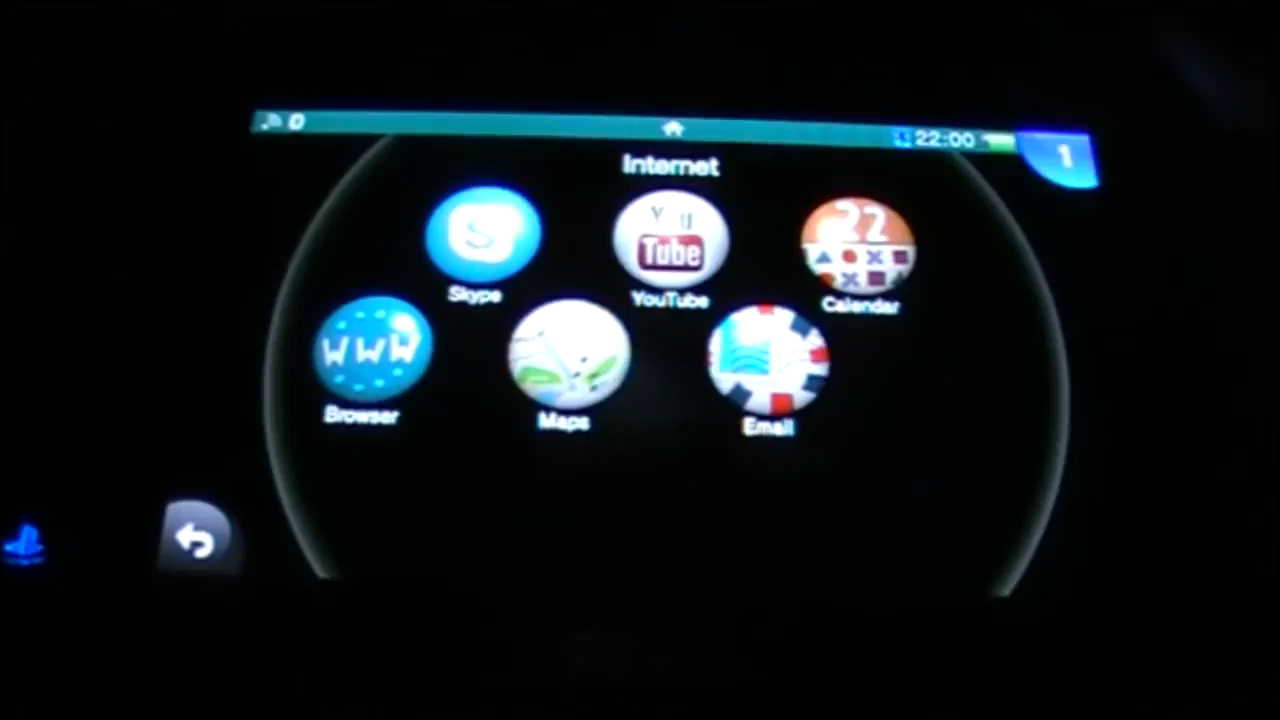 0
22:00
1
Internet
S
You
Tube
22
Skype
YouTube
Calendar
WWW
Browser
Maps
Email